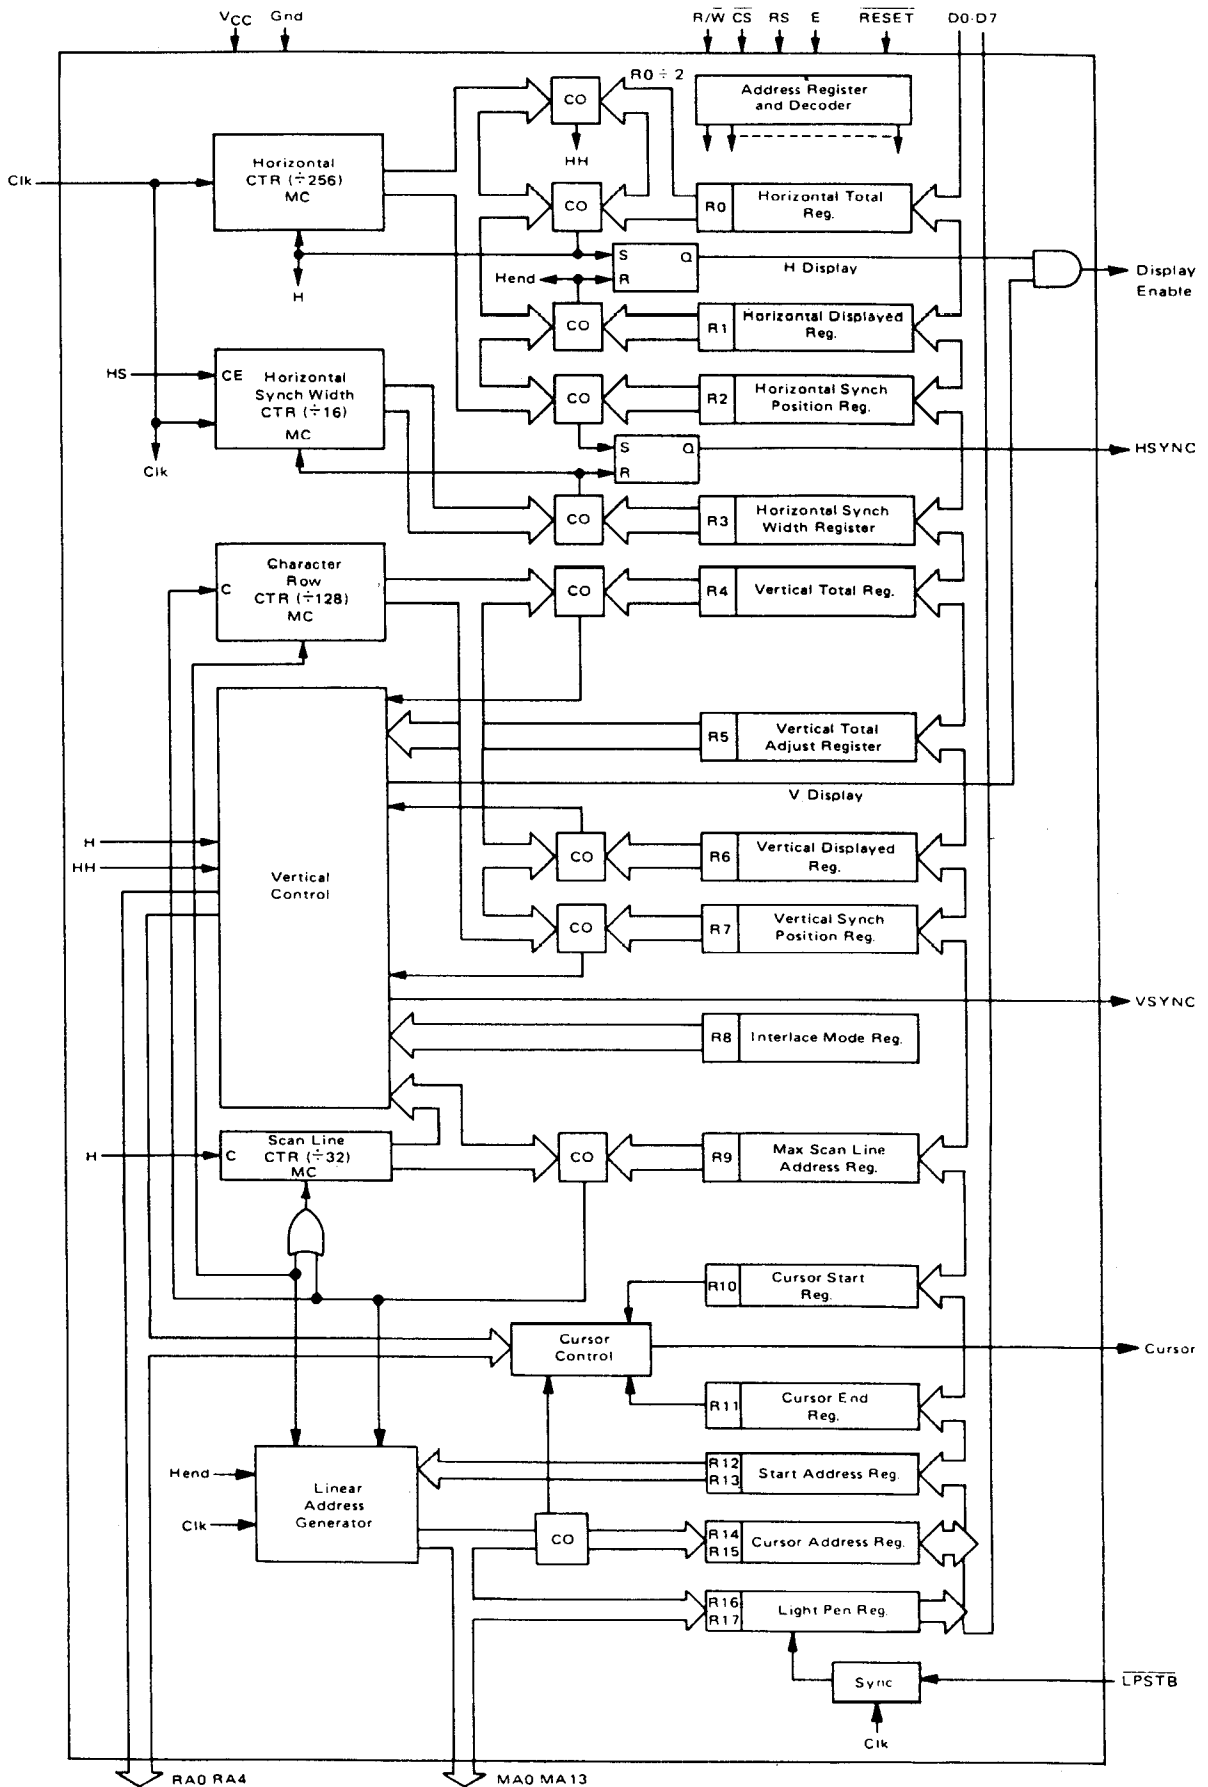 VCC Gnd R/W̅ C̅S̅ RS E R̅E̅S̅E̅T̅ D0-D7
R0 ÷ 2
CO
Address Register
and Decoder
HH
Clk
Horizontal
CTR (÷256)
MC
CO
R0 Horizontal Total
Reg.
S Q
R
H Display
Hend
H
Display
Enable
CO
R1 Horizontal Displayed
Reg.
HS
CE Horizontal
Synch Width
CTR (÷16)
MC
CO
R2 Horizontal Synch
Position Reg.
Clk
S Q
R
HSYNC
CO
R3 Horizontal Synch
Width Register
C Character
Row
CTR (÷128)
MC
CO
R4 Vertical Total Reg.
R5 Vertical Total
Adjust Register
V Display
H
HH
Vertical
Control
CO
R6 Vertical Displayed
Reg.
CO
R7 Vertical Synch
Position Reg.
VSYNC
R8 Interlace Mode Reg.
H
C Scan Line
CTR (÷32)
MC
CO
R9 Max Scan Line
Address Reg.
R10 Cursor Start
Reg.
Cursor
Control
Cursor
R11 Cursor End
Reg.
Hend
Clk
Linear
Address
Generator
R12
R13 Start Address Reg.
CO
R14
R15 Cursor Address Reg.
R16
R17 Light Pen Reg.
Sync
L̅P̅S̅T̅B̅
Clk
RA0 RA4 MA0 MA13